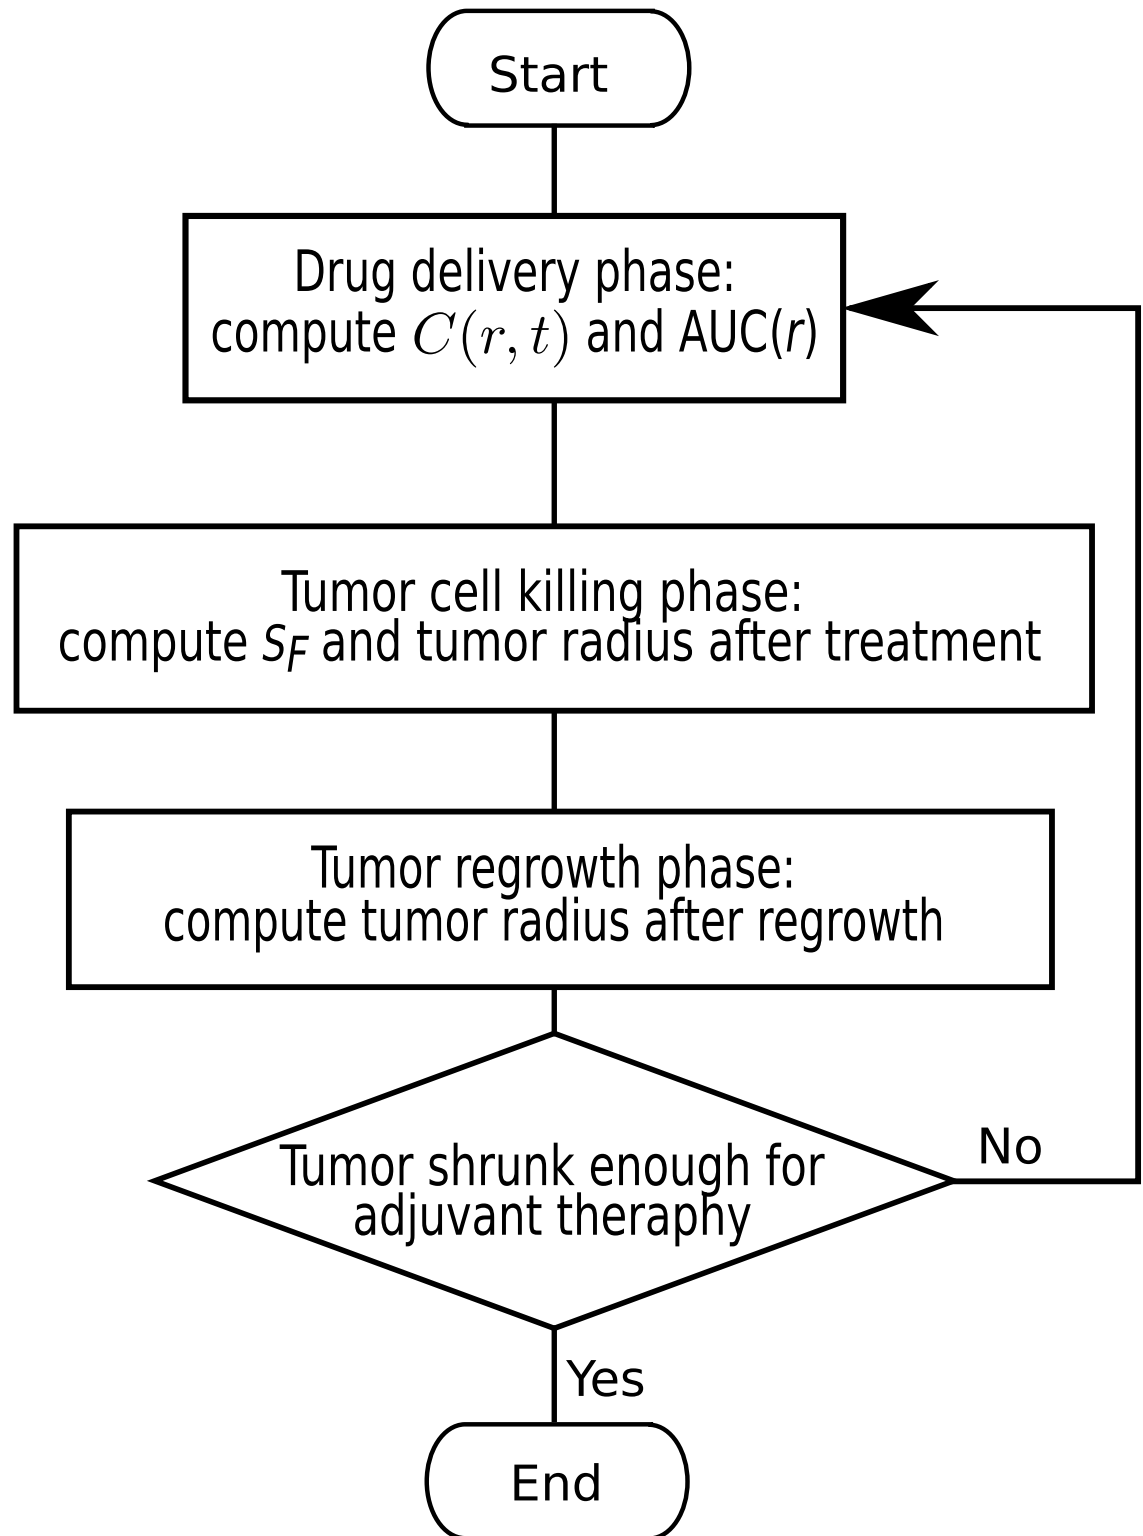 Start
Drug delivery phase:
compute C(r, t) and AUC(r)
Tumor cell killing phase:
compute S_F and tumor radius after treatment
Tumor regrowth phase:
compute tumor radius after regrowth
Tumor shrunk enough for
adjuvant theraphy
No
Yes
End